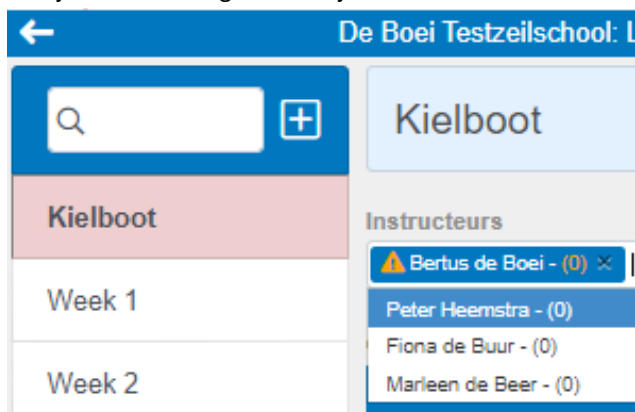 De Boei Testzeilschool:
Kielboot
Kielboot
Week 1
Week 2
Instructeurs
Bertus de Boei - (0) ×
Peter Heemstra - (0)
Fiona de Buur - (0)
Marleen de Beer - (0)